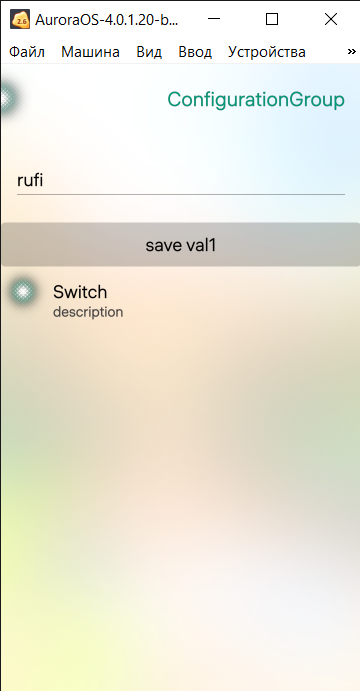 AuroraOS-4.0.1.20-b...
Файл Машина Вид Ввод Устройства »
ConfigurationGroup
rufi
save val1
Switch
description